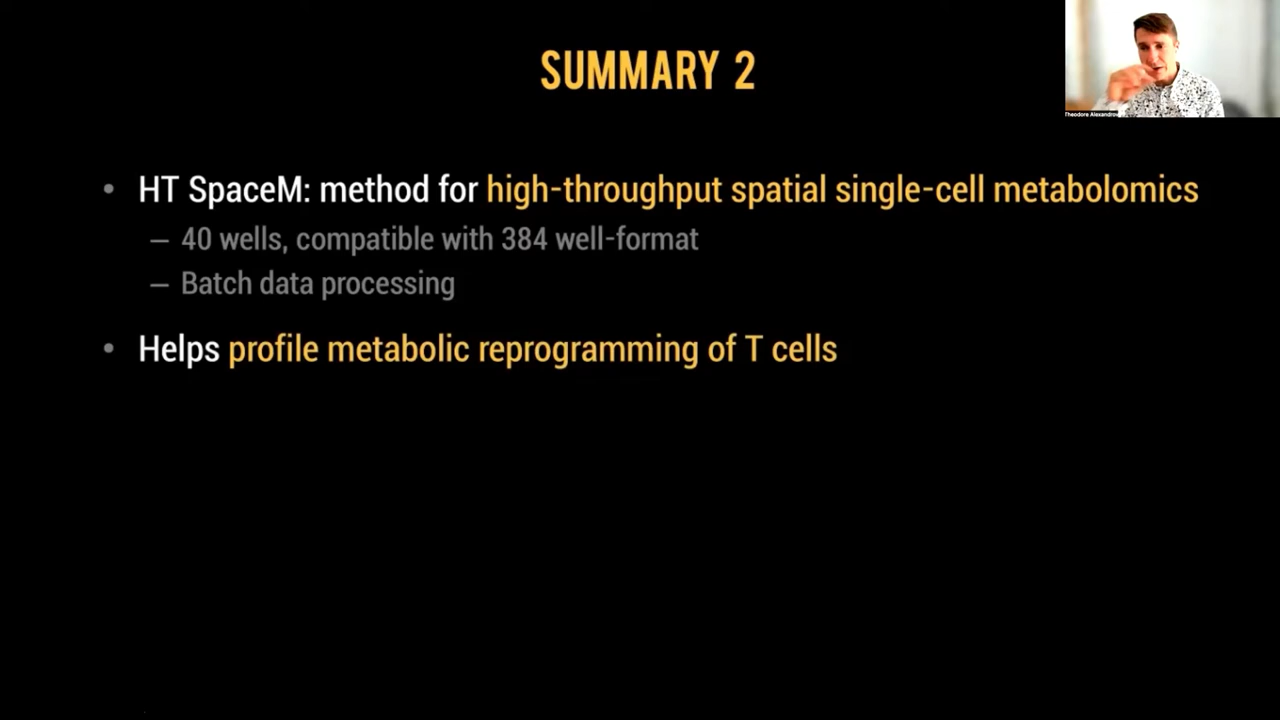 SUMMARY 2
• HT SpaceM: method for high-throughput spatial single-cell metabolomics
– 40 wells, compatible with 384 well-format
– Batch data processing
• Helps profile metabolic reprogramming of T cells
Theodore Alexandrov